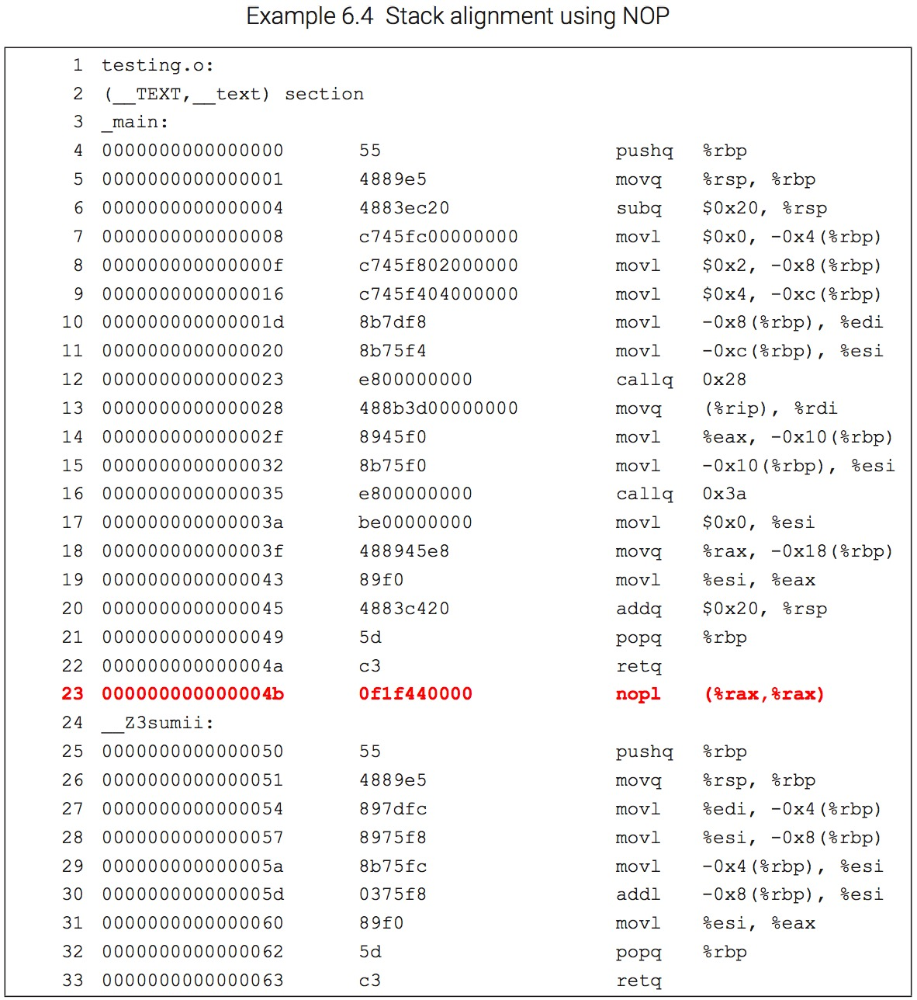 Example 6.4 Stack alignment using NOP
1 testing.o:
2 (__TEXT,__text) section
3 _main:
4 0000000000000000 55 pushq %rbp
5 0000000000000001 4889e5 movq %rsp, %rbp
6 0000000000000004 4883ec20 subq $0x20, %rsp
7 0000000000000008 c745fc00000000 movl $0x0, -0x4(%rbp)
8 000000000000000f c745f802000000 movl $0x2, -0x8(%rbp)
9 0000000000000016 c745f404000000 movl $0x4, -0xc(%rbp)
10 000000000000001d 8b7df8 movl -0x8(%rbp), %edi
11 0000000000000020 8b75f4 movl -0xc(%rbp), %esi
12 0000000000000023 e800000000 callq 0x28
13 0000000000000028 488b3d00000000 movq (%rip), %rdi
14 000000000000002f 8945f0 movl %eax, -0x10(%rbp)
15 0000000000000032 8b75f0 movl -0x10(%rbp), %esi
16 0000000000000035 e800000000 callq 0x3a
17 000000000000003a be00000000 movl $0x0, %esi
18 000000000000003f 488945e8 movq %rax, -0x18(%rbp)
19 0000000000000043 89f0 movl %esi, %eax
20 0000000000000045 4883c420 addq $0x20, %rsp
21 0000000000000049 5d popq %rbp
22 000000000000004a c3 retq
23 000000000000004b 0f1f440000 nopl (%rax,%rax)
24 __Z3sumii:
25 0000000000000050 55 pushq %rbp
26 0000000000000051 4889e5 movq %rsp, %rbp
27 0000000000000054 897dfc movl %edi, -0x4(%rbp)
28 0000000000000057 8975f8 movl %esi, -0x8(%rbp)
29 000000000000005a 8b75fc movl -0x4(%rbp), %esi
30 000000000000005d 0375f8 addl -0x8(%rbp), %esi
31 0000000000000060 89f0 movl %esi, %eax
32 0000000000000062 5d popq %rbp
33 0000000000000063 c3 retq